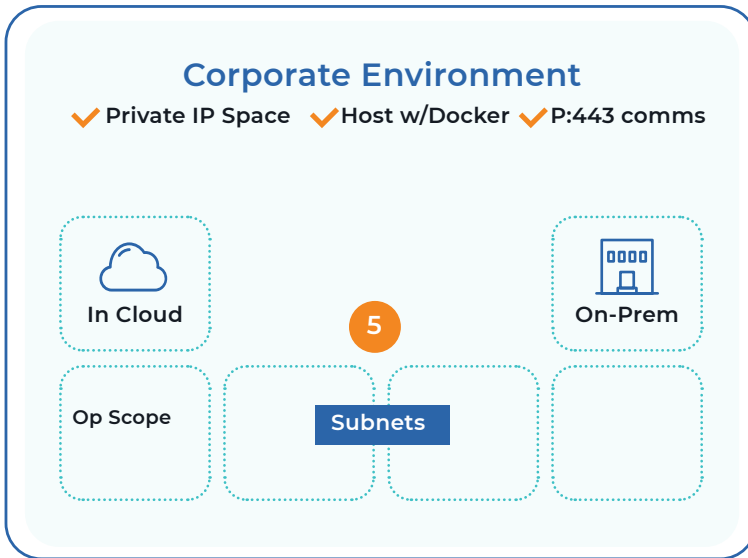 Corporate Environment
Private IP Space Host w/Docker P:443 comms
In Cloud
On-Prem
5
Op Scope
Subnets